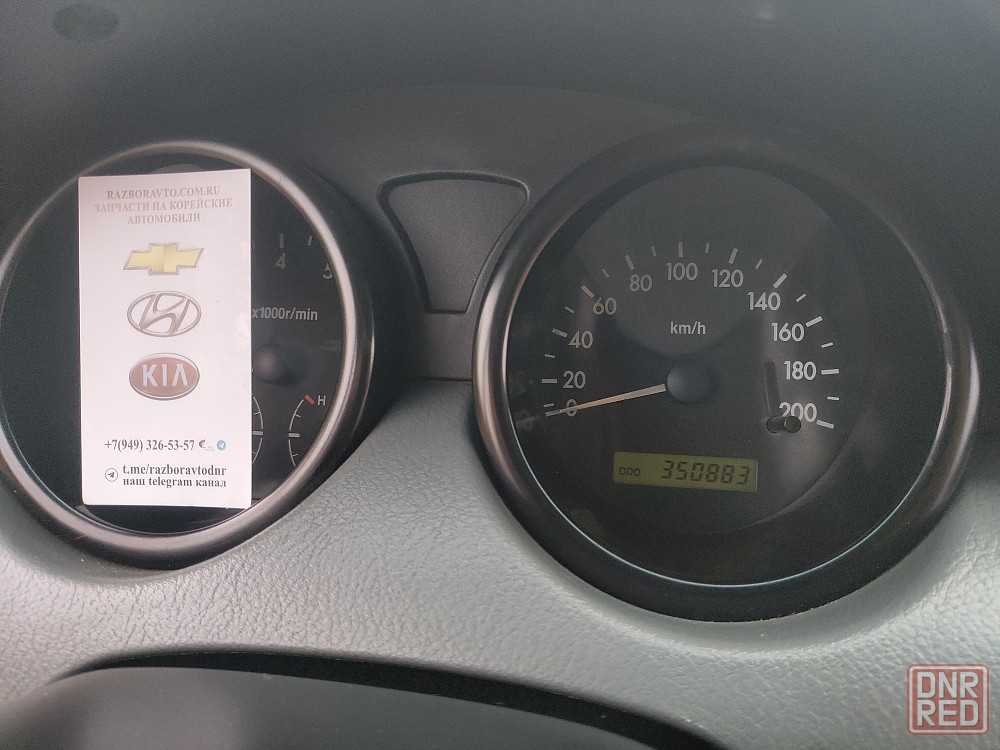 RAZBORAVTO.COM.RU
ЗАПЧАСТИ НА КОРЕЙСКИЕ
АВТОМОБИЛИ
KIA
+7(949) 326-53-57
t.me/razboravtodnr
наш telegram канал
4
5
x1000r/min
H
0
20
40
60
80
100
120
140
160
180
200
km/h
ODO 350883
DNR
RED